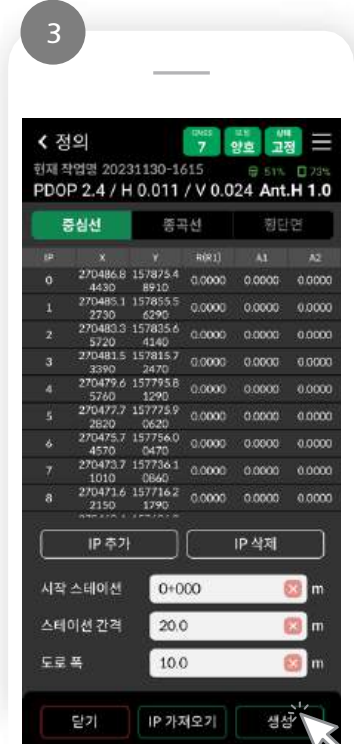 3
정의
GNSS 보정 상태
7 양호 고정
현재 작업명 20231130-1615 51% 73%
PDOP 2.4 / H 0.011 / V 0.024 Ant.H 1.0
중심선 종곡선 횡단면
IP X Y R(R1) A1 A2
0 270486.8 4430 157875.4 8910 0.0000 0.0000 0.0000
1 270485.1 2730 157855.5 6290 0.0000 0.0000 0.0000
2 270483.3 5720 157835.6 4140 0.0000 0.0000 0.0000
3 270481.5 3390 157815.7 2470 0.0000 0.0000 0.0000
4 270479.6 5760 157795.8 1290 0.0000 0.0000 0.0000
5 270477.7 2820 157775.9 0620 0.0000 0.0000 0.0000
6 270475.7 4570 157756.0 0470 0.0000 0.0000 0.0000
7 270473.7 1010 157736.1 0860 0.0000 0.0000 0.0000
8 270471.6 2150 157716.2 1790 0.0000 0.0000 0.0000
IP 추가 IP 삭제
시작 스테이션 0+000 m
스테이션 간격 20.0 m
도로 폭 10.0 m
닫기 IP 가져오기 생성